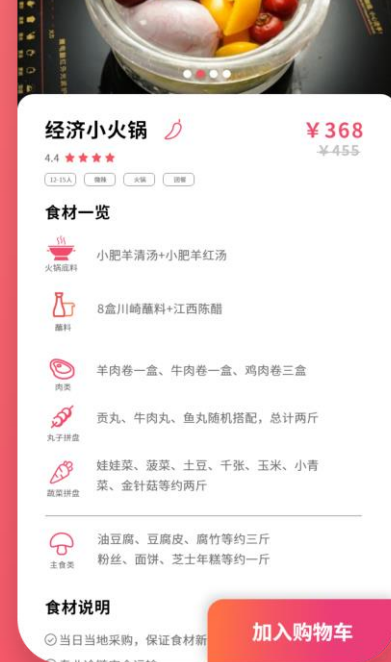 经济小火锅
￥368
4.4
￥455
12-15人
微辣
火锅
团餐
食材一览
火锅底料
小肥羊清汤+小肥羊红汤
蘸料
8盒川崎蘸料+江西陈醋
肉类
羊肉卷一盒、牛肉卷一盒、鸡肉卷三盒
丸子拼盘
贡丸、牛肉丸、鱼丸随机搭配，总计两斤
蔬菜拼盘
娃娃菜、菠菜、土豆、千张、玉米、小青
菜、金针菇等约两斤
主食类
油豆腐、豆腐皮、腐竹等约三斤
粉丝、面饼、芝士年糕等约一斤
食材说明
当日当地采购，保证食材新
加入购物车